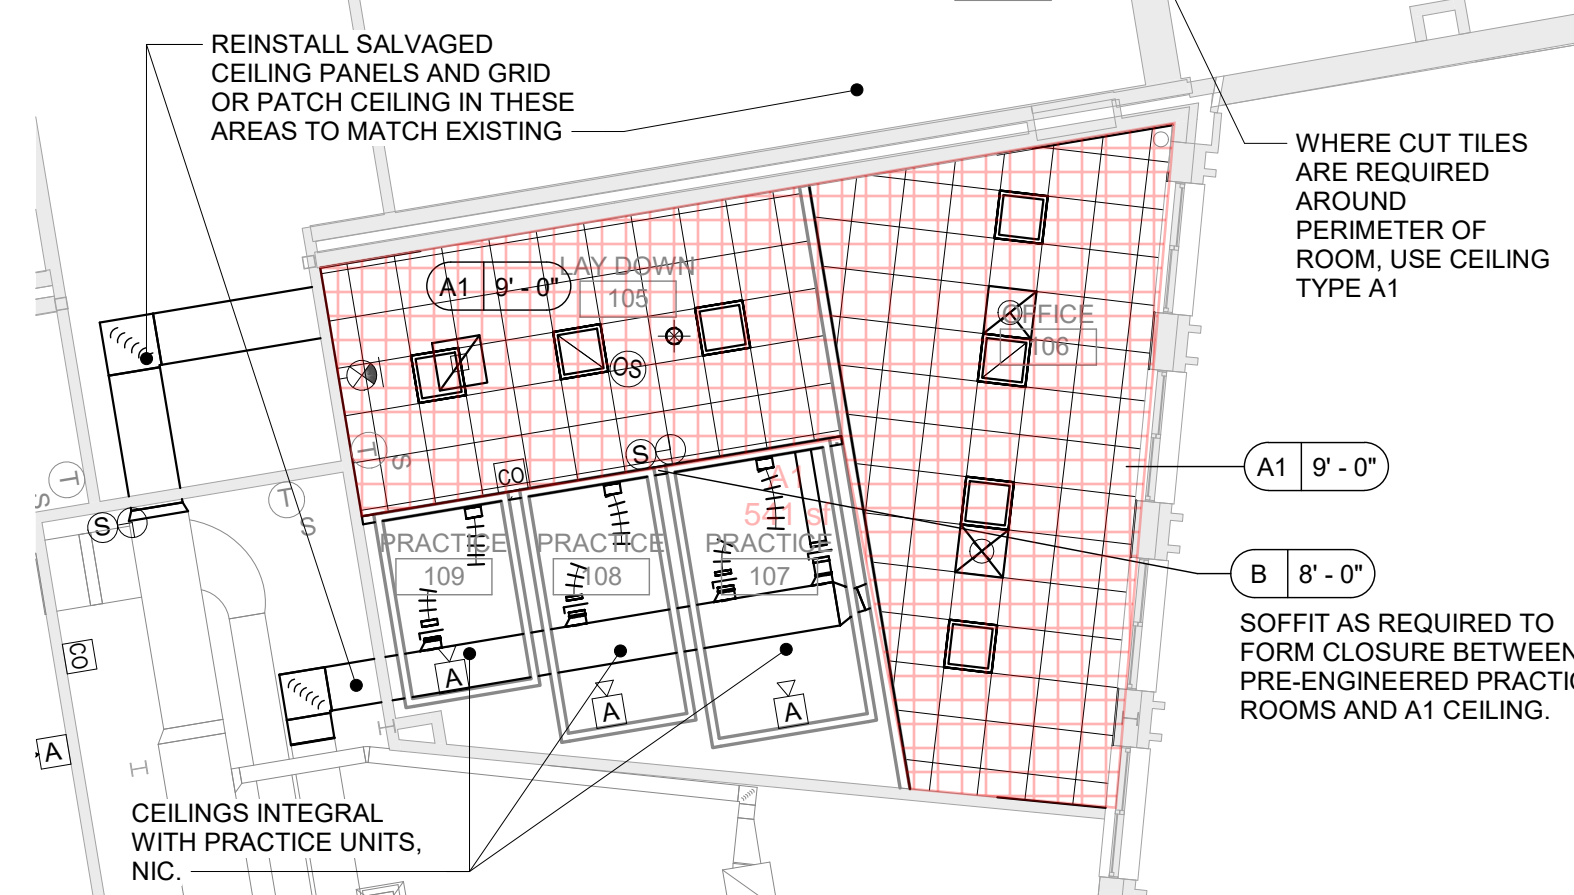 REINSTALL SALVAGED
CEILING PANELS AND GRID
OR PATCH CEILING IN THESE
AREAS TO MATCH EXISTING
WHERE CUT TILES
ARE REQUIRED
AROUND
PERIMETER OF
ROOM, USE CEILING
TYPE A1
LAY DOWN
105
A1 9' - 0"
OFFICE
106
T
OS
T
S
S
CO
T
S
T
S
S
A1
541 sf
A1 9' - 0"
PRACTICE
109
PRACTICE
108
PRACTICE
107
B 8' - 0"
SOFFIT AS REQUIRED TO
FORM CLOSURE BETWEEN
PRE-ENGINEERED PRACTIC
ROOMS AND A1 CEILING.
CO
A
A
A
A
CEILINGS INTEGRAL
WITH PRACTICE UNITS,
NIC.